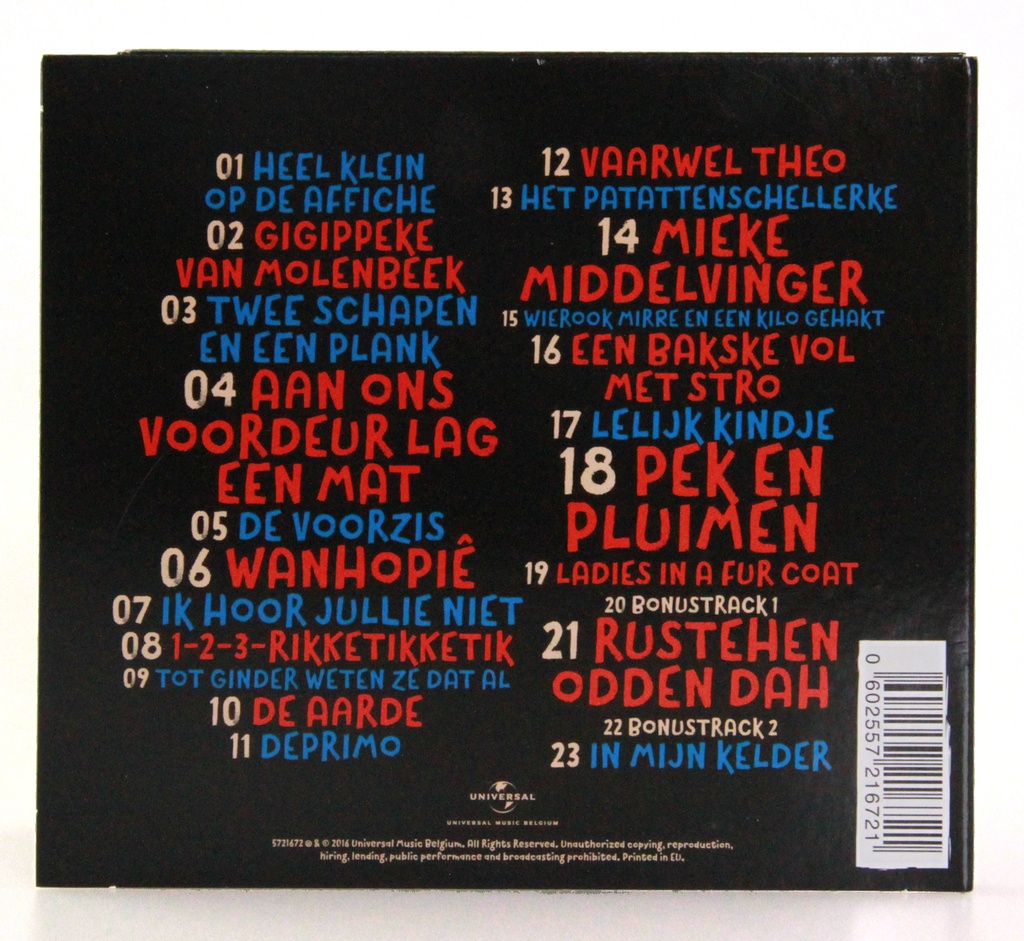 01 HEEL KLEIN
OP DE AFFICHE
02 GIGIPPEKE
VAN MOLENBEEK
03 TWEE SCHAPEN
EN EEN PLANK
04 AAN ONS
VOORDEUR LAG
EEN MAT
05 DE VOORZIS
06 WANHOPIÊ
07 IK HOOR JULLIE NIET
08 1-2-3-RIKKETIKKETIK
09 TOT GINDER WETEN ZE DAT AL
10 DE AARDE
11 DEPRIMO
12 VAARWEL THEO
13 HET PATATTENSCHELLERKE
14 MIEKE
MIDDELVINGER
15 WIEROOK MIRRE EN EEN KILO GEHAKT
16 EEN BAKSKE VOL
MET STRO
17 LELIJK KINDJE
18 PEK EN
PLUIMEN
19 LADIES IN A FUR COAT
20 BONUSTRACK 1
21 RUSTEHEN
ODDEN DAH
22 BONUSTRACK 2
23 IN MIJN KELDER
UNIVERSAL
UNIVERSAL MUSIC BELGIUM
5721672 ℗ & © 2016 Universal Music Belgium. All Rights Reserved. Unauthorized copying, reproduction,
hiring, lending, public performance and broadcasting prohibited. Printed in EU.
0 602557 216721